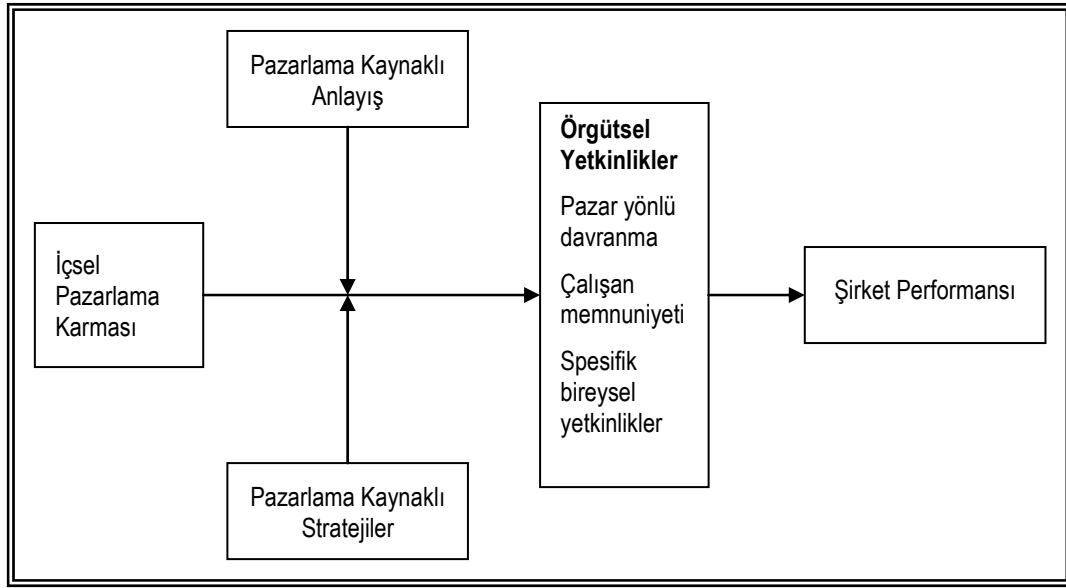 Pazarlama Kaynaklı
Anlayış
İçsel
Pazarlama
Karması
Pazarlama Kaynaklı
Stratejiler
Örgütsel
Yetkinlikler
Pazar yönlü
davranma
Çalışan
memnuniyeti
Spesifik
bireysel
yetkinlikler
Şirket Performansı